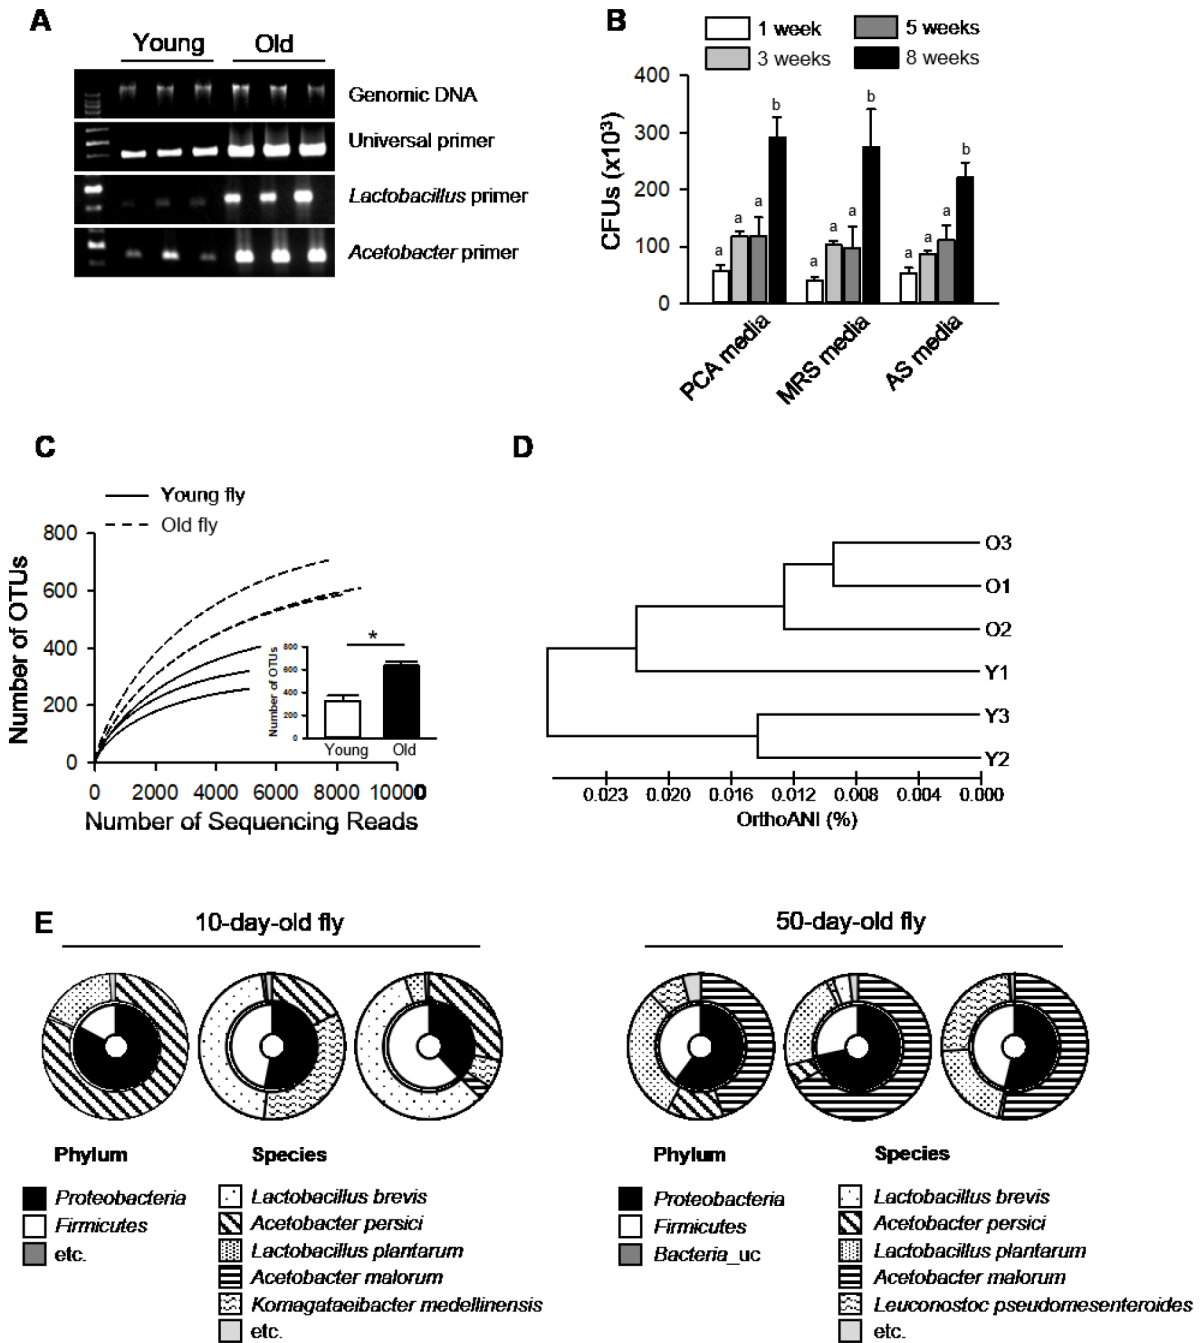 A
Young Old
Genomic DNA
Universal primer
Lactobacillus primer
Acetobacter primer
B
1 week
3 weeks
5 weeks
8 weeks
CFUs (x10³)
400
300
200
100
0
a a a b
a a a b
a a a b
PCA media
MRS media
AS media
C
Young fly
Old fly
Number of OTUs
800
600
400
200
0
0 2000 4000 6000 8000 10000
Number of Sequencing Reads
Number of OTUs
800
600
400
200
0
*
Young Old
D
O3
O1
O2
Y1
Y3
Y2
0.023 0.020 0.016 0.012 0.008 0.004 0.000
OrthoANI (%)
E
10-day-old fly
50-day-old fly
Phylum
Proteobacteria
Firmicutes
etc.
Species
Lactobacillus brevis
Acetobacter persici
Lactobacillus plantarum
Acetobacter malorum
Komagataeibacter medellinensis
etc.
Phylum
Proteobacteria
Firmicutes
Bacteria_uc
Species
Lactobacillus brevis
Acetobacter persici
Lactobacillus plantarum
Acetobacter malorum
Leuconostoc pseudomesenteroides
etc.